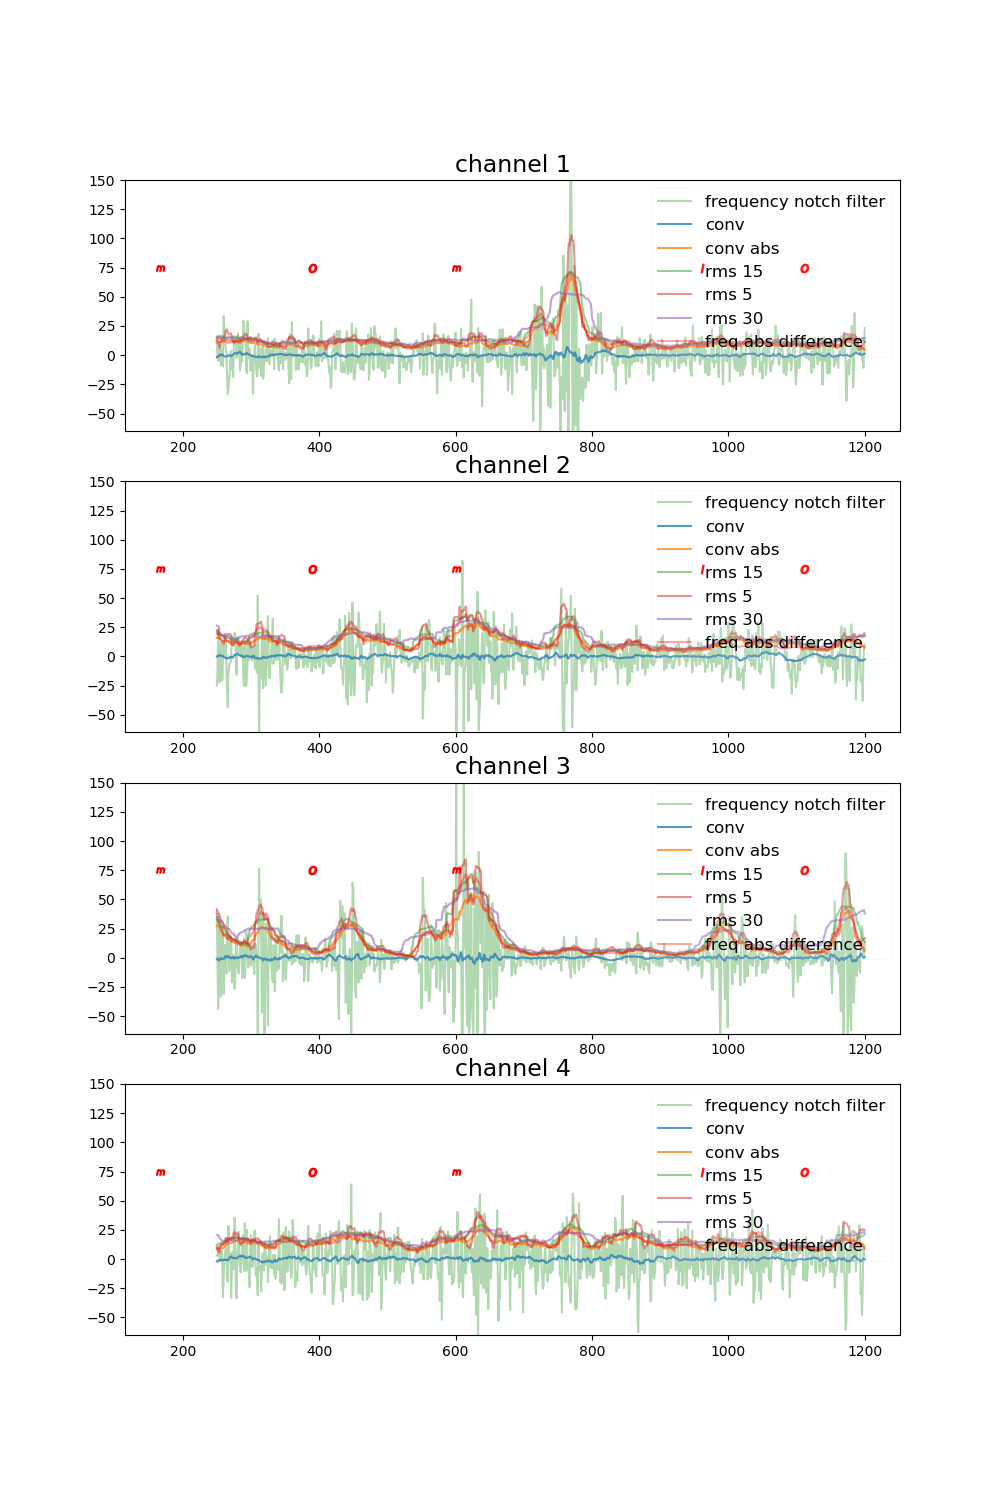 channel 1
150
frequency notch filter
125
conv
100
conv abs
75
m
o
m
l
rms 15
o
50
rms 5
25
rms 30
0
freq abs difference
−25
−50
200 400 600 800 1000 1200
channel 2
150
frequency notch filter
125
conv
100
conv abs
75
m
o
m
l
rms 15
o
50
rms 5
25
rms 30
0
freq abs difference
−25
−50
200 400 600 800 1000 1200
channel 3
150
frequency notch filter
125
conv
100
conv abs
75
m
o
m
l
rms 15
o
50
rms 5
25
rms 30
0
freq abs difference
−25
−50
200 400 600 800 1000 1200
channel 4
150
frequency notch filter
125
conv
100
conv abs
75
m
o
m
l
rms 15
o
50
rms 5
25
rms 30
0
freq abs difference
−25
−50
200 400 600 800 1000 1200